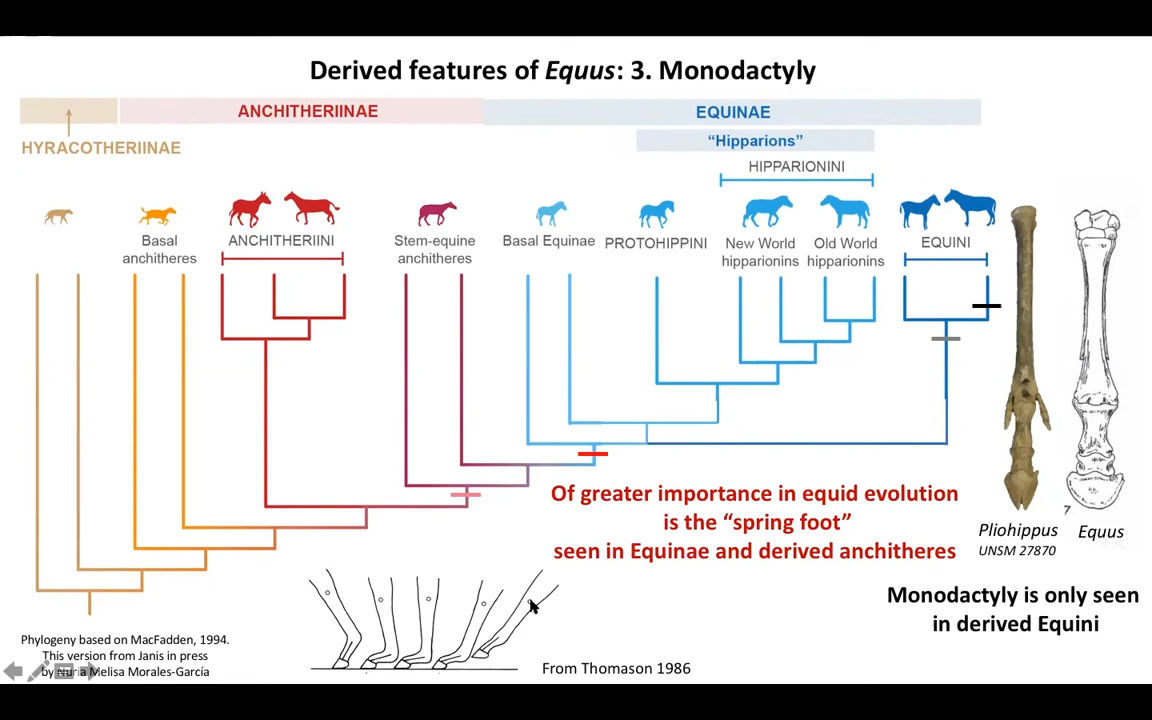 Derived features of Equus: 3. Monodactyly
ANCHITHERIINAE
EQUINAE
HYRACOTHERIINAE
“Hipparions”
HIPPARIONINI
Basal
anchitheres
ANCHITHERIINI
Stem-equine
anchitheres
Basal Equinae
PROTOHIPPINI
New World
hipparionins
Old World
hipparionins
EQUINI
Of greater importance in equid evolution
is the “spring foot”
seen in Equinae and derived anchitheres
7
Pliohippus
UNSM 27870
Equus
Monodactyly is only seen
in derived Equini
Phylogeny based on MacFadden, 1994.
This version from Janis in press
by Nuria Melisa Morales-García
From Thomason 1986